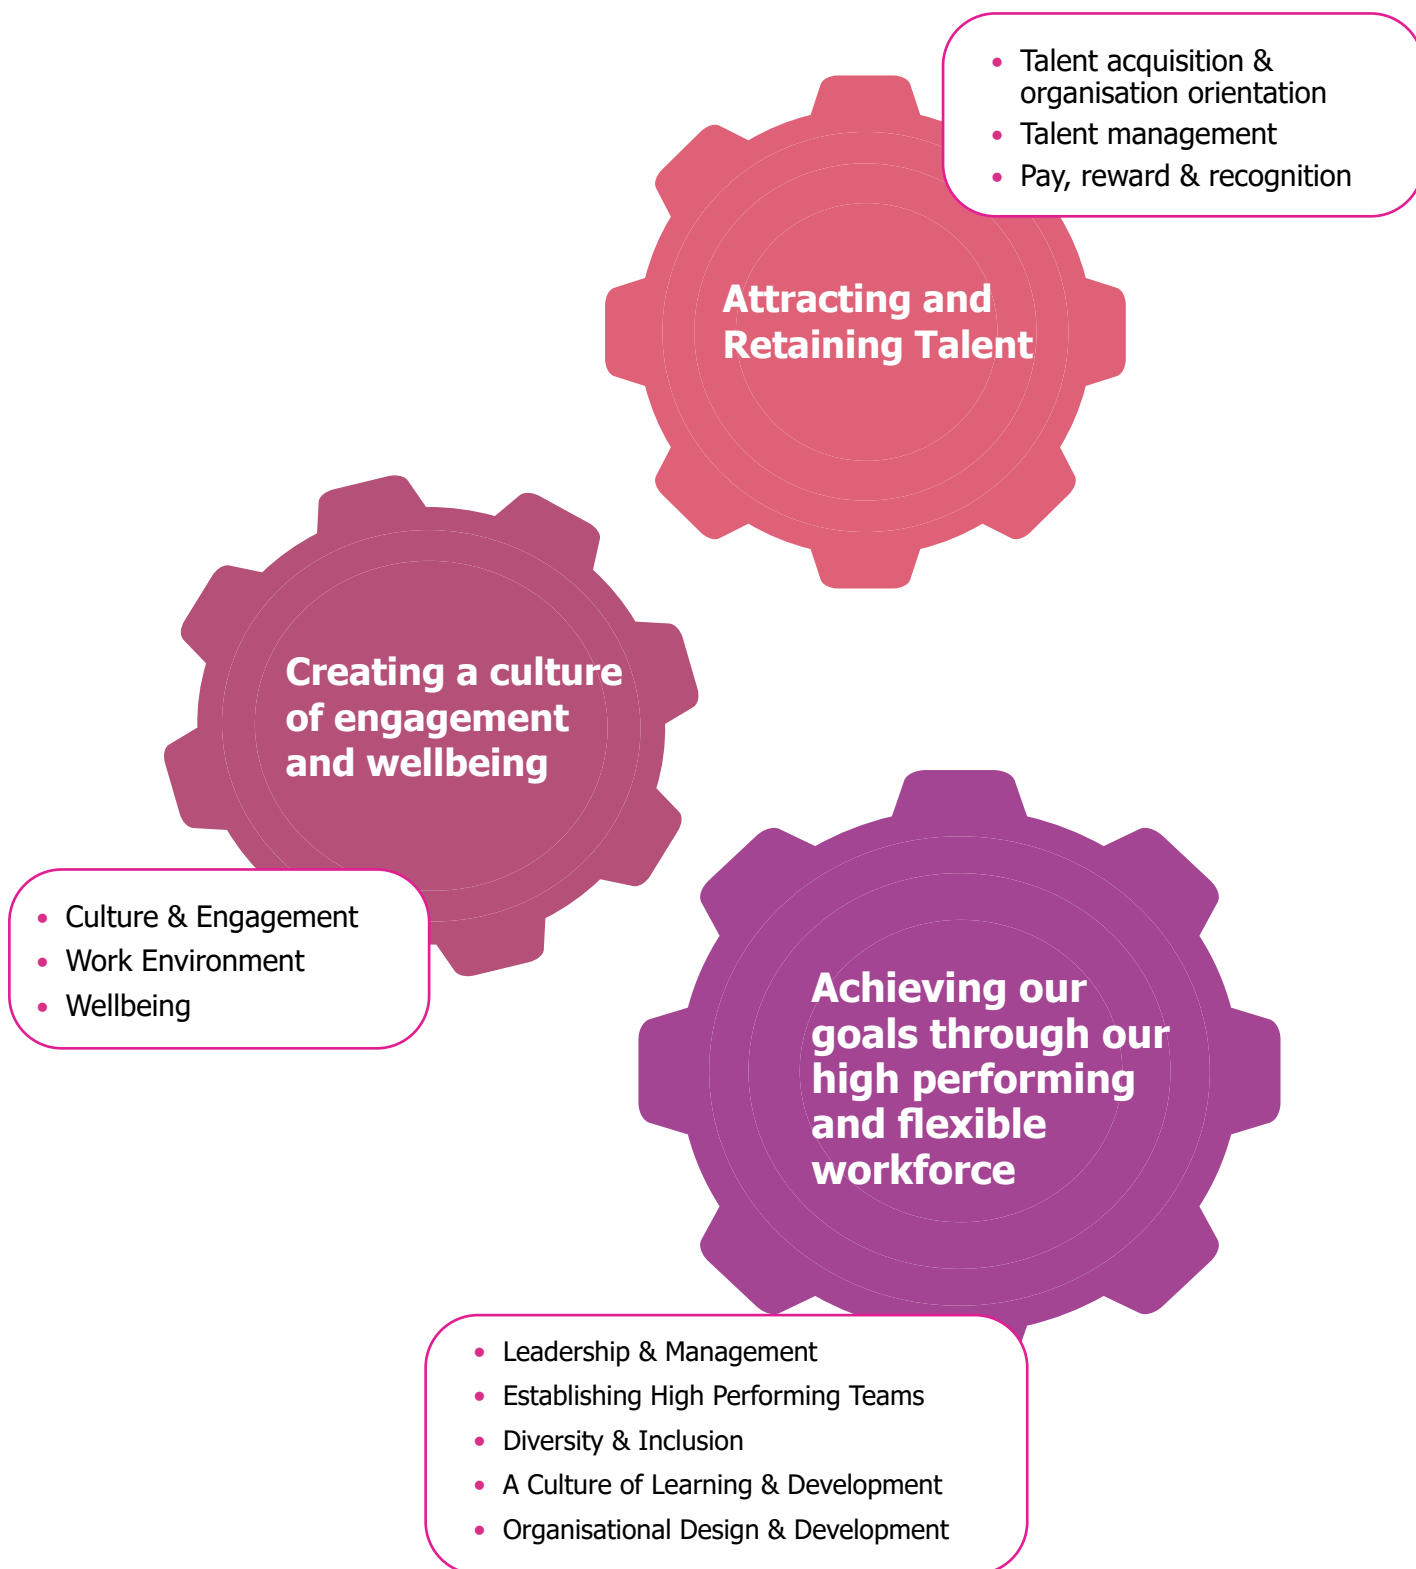 • Talent acquisition &
organisation orientation
• Talent management
• Pay, reward & recognition
Attracting and
Retaining Talent
Creating a culture
of engagement
and wellbeing
• Culture & Engagement
• Work Environment
• Wellbeing
Achieving our
goals through our
high performing
and flexible
workforce
• Leadership & Management
• Establishing High Performing Teams
• Diversity & Inclusion
• A Culture of Learning & Development
• Organisational Design & Development